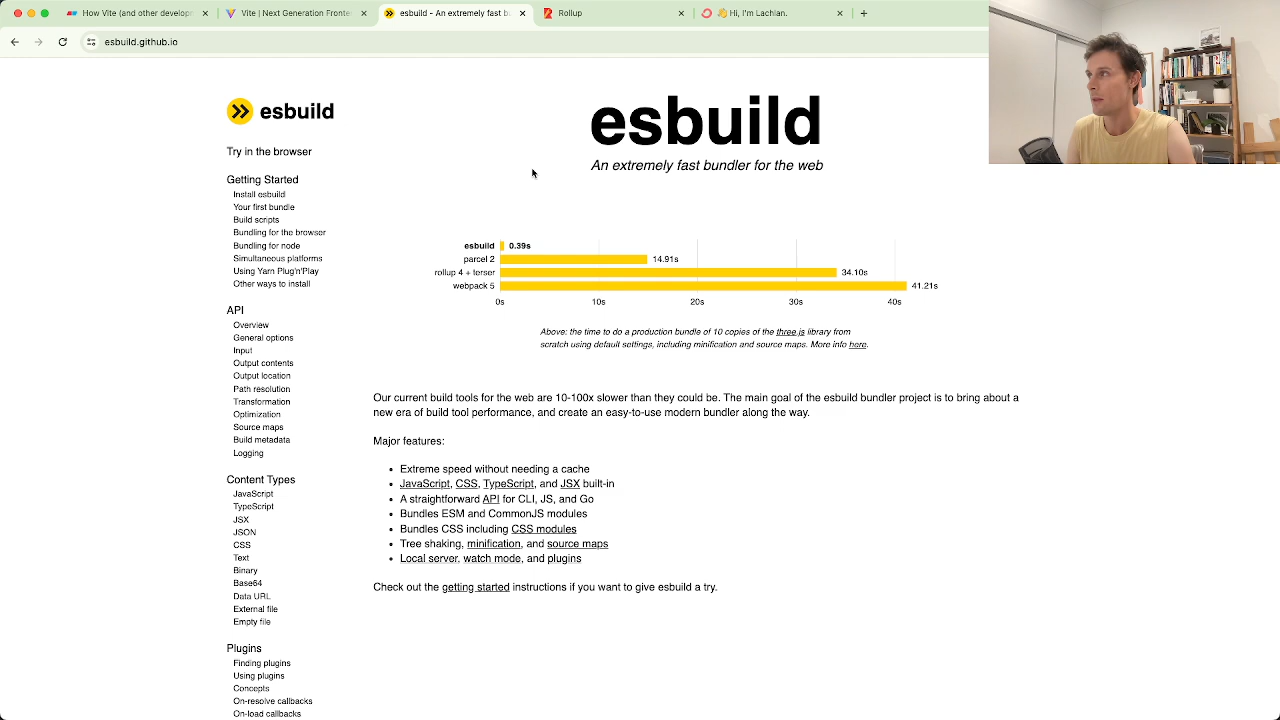 How Vite (and other develop
Vite | Next Generation Fronte
esbuild - An extremely fast b
Rollup
👋 Hi, I'm Lachlan.
esbuild.github.io
esbuild
Try in the browser
Getting Started
Install esbuild
Your first bundle
Build scripts
Bundling for the browser
Bundling for node
Simultaneous platforms
Using Yarn Plug'n'Play
Other ways to install
API
Overview
General options
Input
Output contents
Output location
Path resolution
Transformation
Optimization
Source maps
Build metadata
Logging
Content Types
JavaScript
TypeScript
JSX
JSON
CSS
Text
Binary
Base64
Data URL
External file
Empty file
Plugins
Finding plugins
Using plugins
Concepts
On-resolve callbacks
On-load callbacks
esbuild
An extremely fast bundler for the web
esbuild 0.39s
parcel 2 14.91s
rollup 4 + terser 34.10s
webpack 5 41.21s
0s 10s 20s 30s 40s
Above: the time to do a production bundle of 10 copies of the three.js library from
scratch using default settings, including minification and source maps. More info here.
Our current build tools for the web are 10-100x slower than they could be. The main goal of the esbuild bundler project is to bring about a
new era of build tool performance, and create an easy-to-use modern bundler along the way.
Major features:
• Extreme speed without needing a cache
• JavaScript, CSS, TypeScript, and JSX built-in
• A straightforward API for CLI, JS, and Go
• Bundles ESM and CommonJS modules
• Bundles CSS including CSS modules
• Tree shaking, minification, and source maps
• Local server, watch mode, and plugins
Check out the getting started instructions if you want to give esbuild a try.